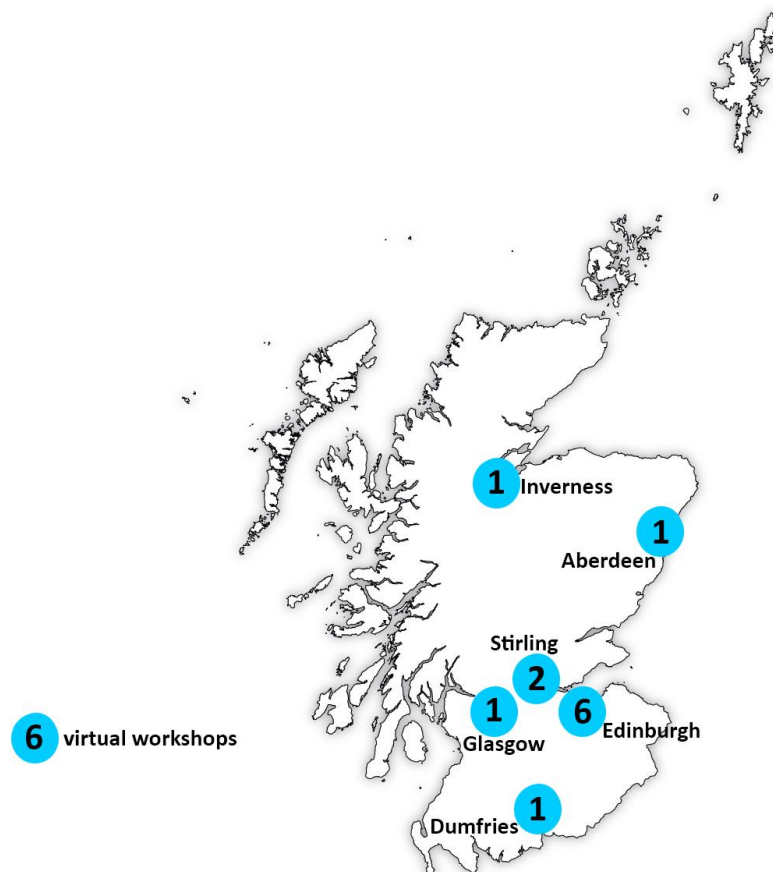 1 Inverness
1
Aberdeen
Stirling
2
1
Glasgow
6
Edinburgh
6 virtual workshops
1
Dumfries